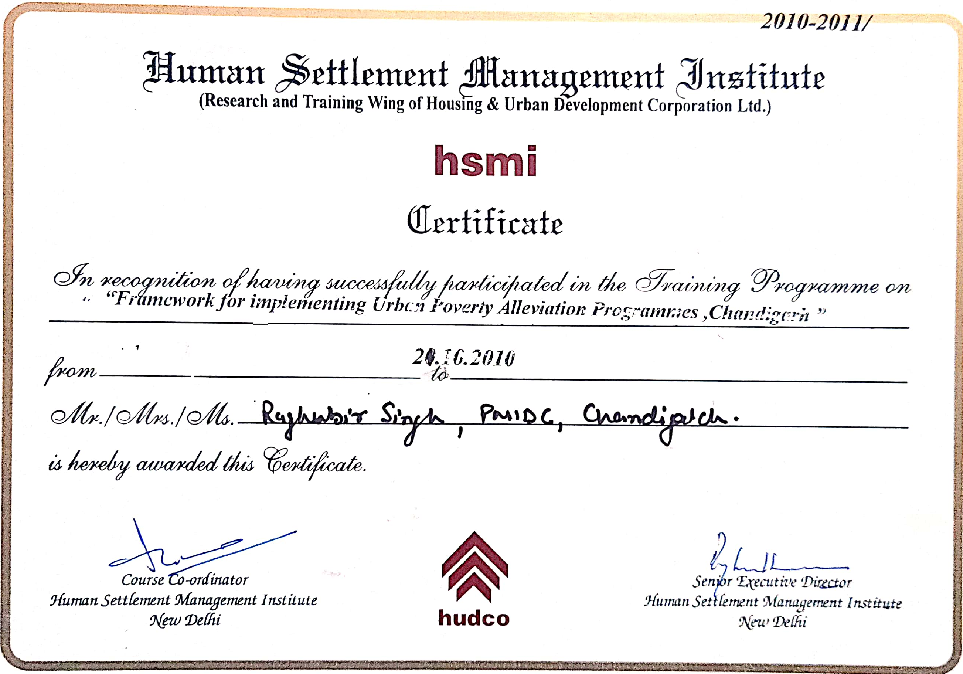 2010-2011/
Human Settlement Management Institute
(Research and Training Wing of Housing & Urban Development Corporation Ltd.)
hsmi
Certificate
In recognition of having successfully participated in the Training Programme on
" "Framework for implementing Urban Poverty Alleviation Programmes ,Chandigarh "
from to
Mr./Mrs./Ms. Raghubir Singh, PMIDC, Chandigarh.
is hereby awarded this Certificate.
Course Co-ordinator
Human Settlement Management Institute
New Delhi
hudco
Senior Executive Director
Human Settlement Management Institute
New Delhi